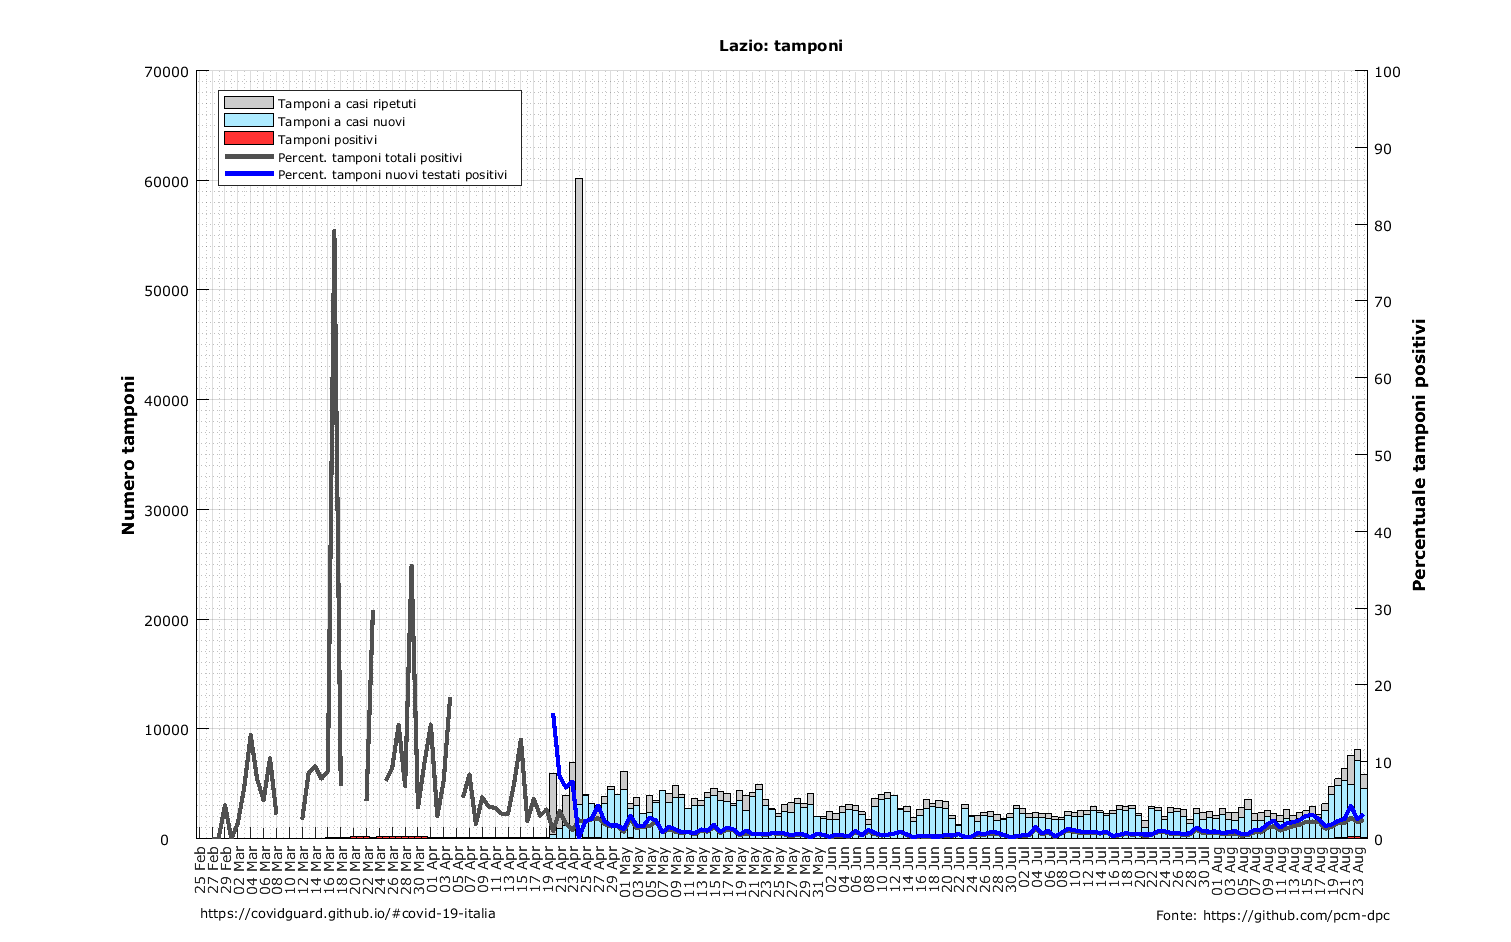 Lazio: tamponi
70000
60000
50000
40000
30000
20000
10000
0
Numero tamponi
Tamponi a casi ripetuti
Tamponi a casi nuovi
Tamponi positivi
Percent. tamponi totali positivi
Percent. tamponi nuovi testati positivi
100
90
80
70
60
50
40
30
20
10
0
Percentuale tamponi positivi
25 Feb
27 Feb
29 Feb
02 Mar
04 Mar
06 Mar
08 Mar
10 Mar
12 Mar
14 Mar
16 Mar
18 Mar
20 Mar
22 Mar
24 Mar
26 Mar
28 Mar
30 Mar
01 Apr
03 Apr
05 Apr
07 Apr
09 Apr
11 Apr
13 Apr
15 Apr
17 Apr
19 Apr
21 Apr
23 Apr
25 Apr
27 Apr
29 Apr
01 May
03 May
05 May
07 May
09 May
11 May
13 May
15 May
17 May
19 May
21 May
23 May
25 May
27 May
29 May
31 May
02 Jun
04 Jun
06 Jun
08 Jun
10 Jun
12 Jun
14 Jun
16 Jun
18 Jun
20 Jun
22 Jun
24 Jun
26 Jun
28 Jun
30 Jun
02 Jul
04 Jul
06 Jul
08 Jul
10 Jul
12 Jul
14 Jul
16 Jul
18 Jul
20 Jul
22 Jul
24 Jul
26 Jul
28 Jul
30 Jul
01 Aug
03 Aug
05 Aug
07 Aug
09 Aug
11 Aug
13 Aug
15 Aug
17 Aug
19 Aug
21 Aug
23 Aug
https://covidguard.github.io/#covid-19-italia
Fonte: https://github.com/pcm-dpc